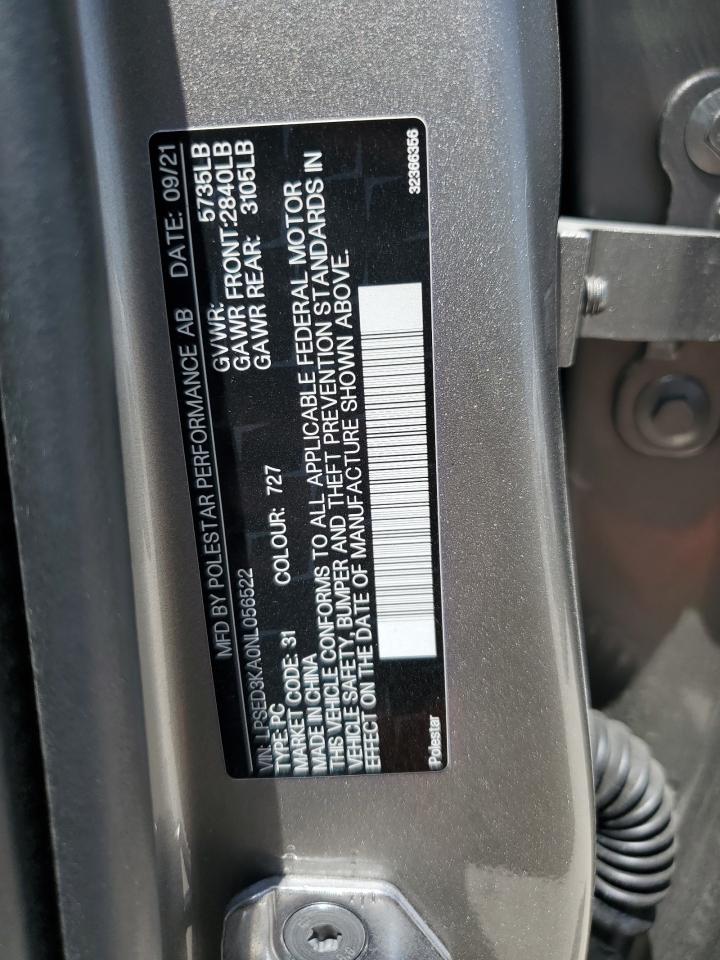 MFD BY POLESTAR PERFORMANCE AB DATE: 09/21
GVWR: 5735LB
GAWR FRONT:2840LB
GAWR REAR: 3105LB
VIN: LPSED3KA0NL056522
TYPE: PC
MARKET CODE: 31 COLOUR: 727
MADE IN CHINA
THIS VEHICLE CONFORMS TO ALL APPLICABLE FEDERAL MOTOR
VEHICLE SAFETY, BUMPER AND THEFT PREVENTION STANDARDS IN
EFFECT ON THE DATE OF MANUFACTURE SHOWN ABOVE.
Polestar 32366356